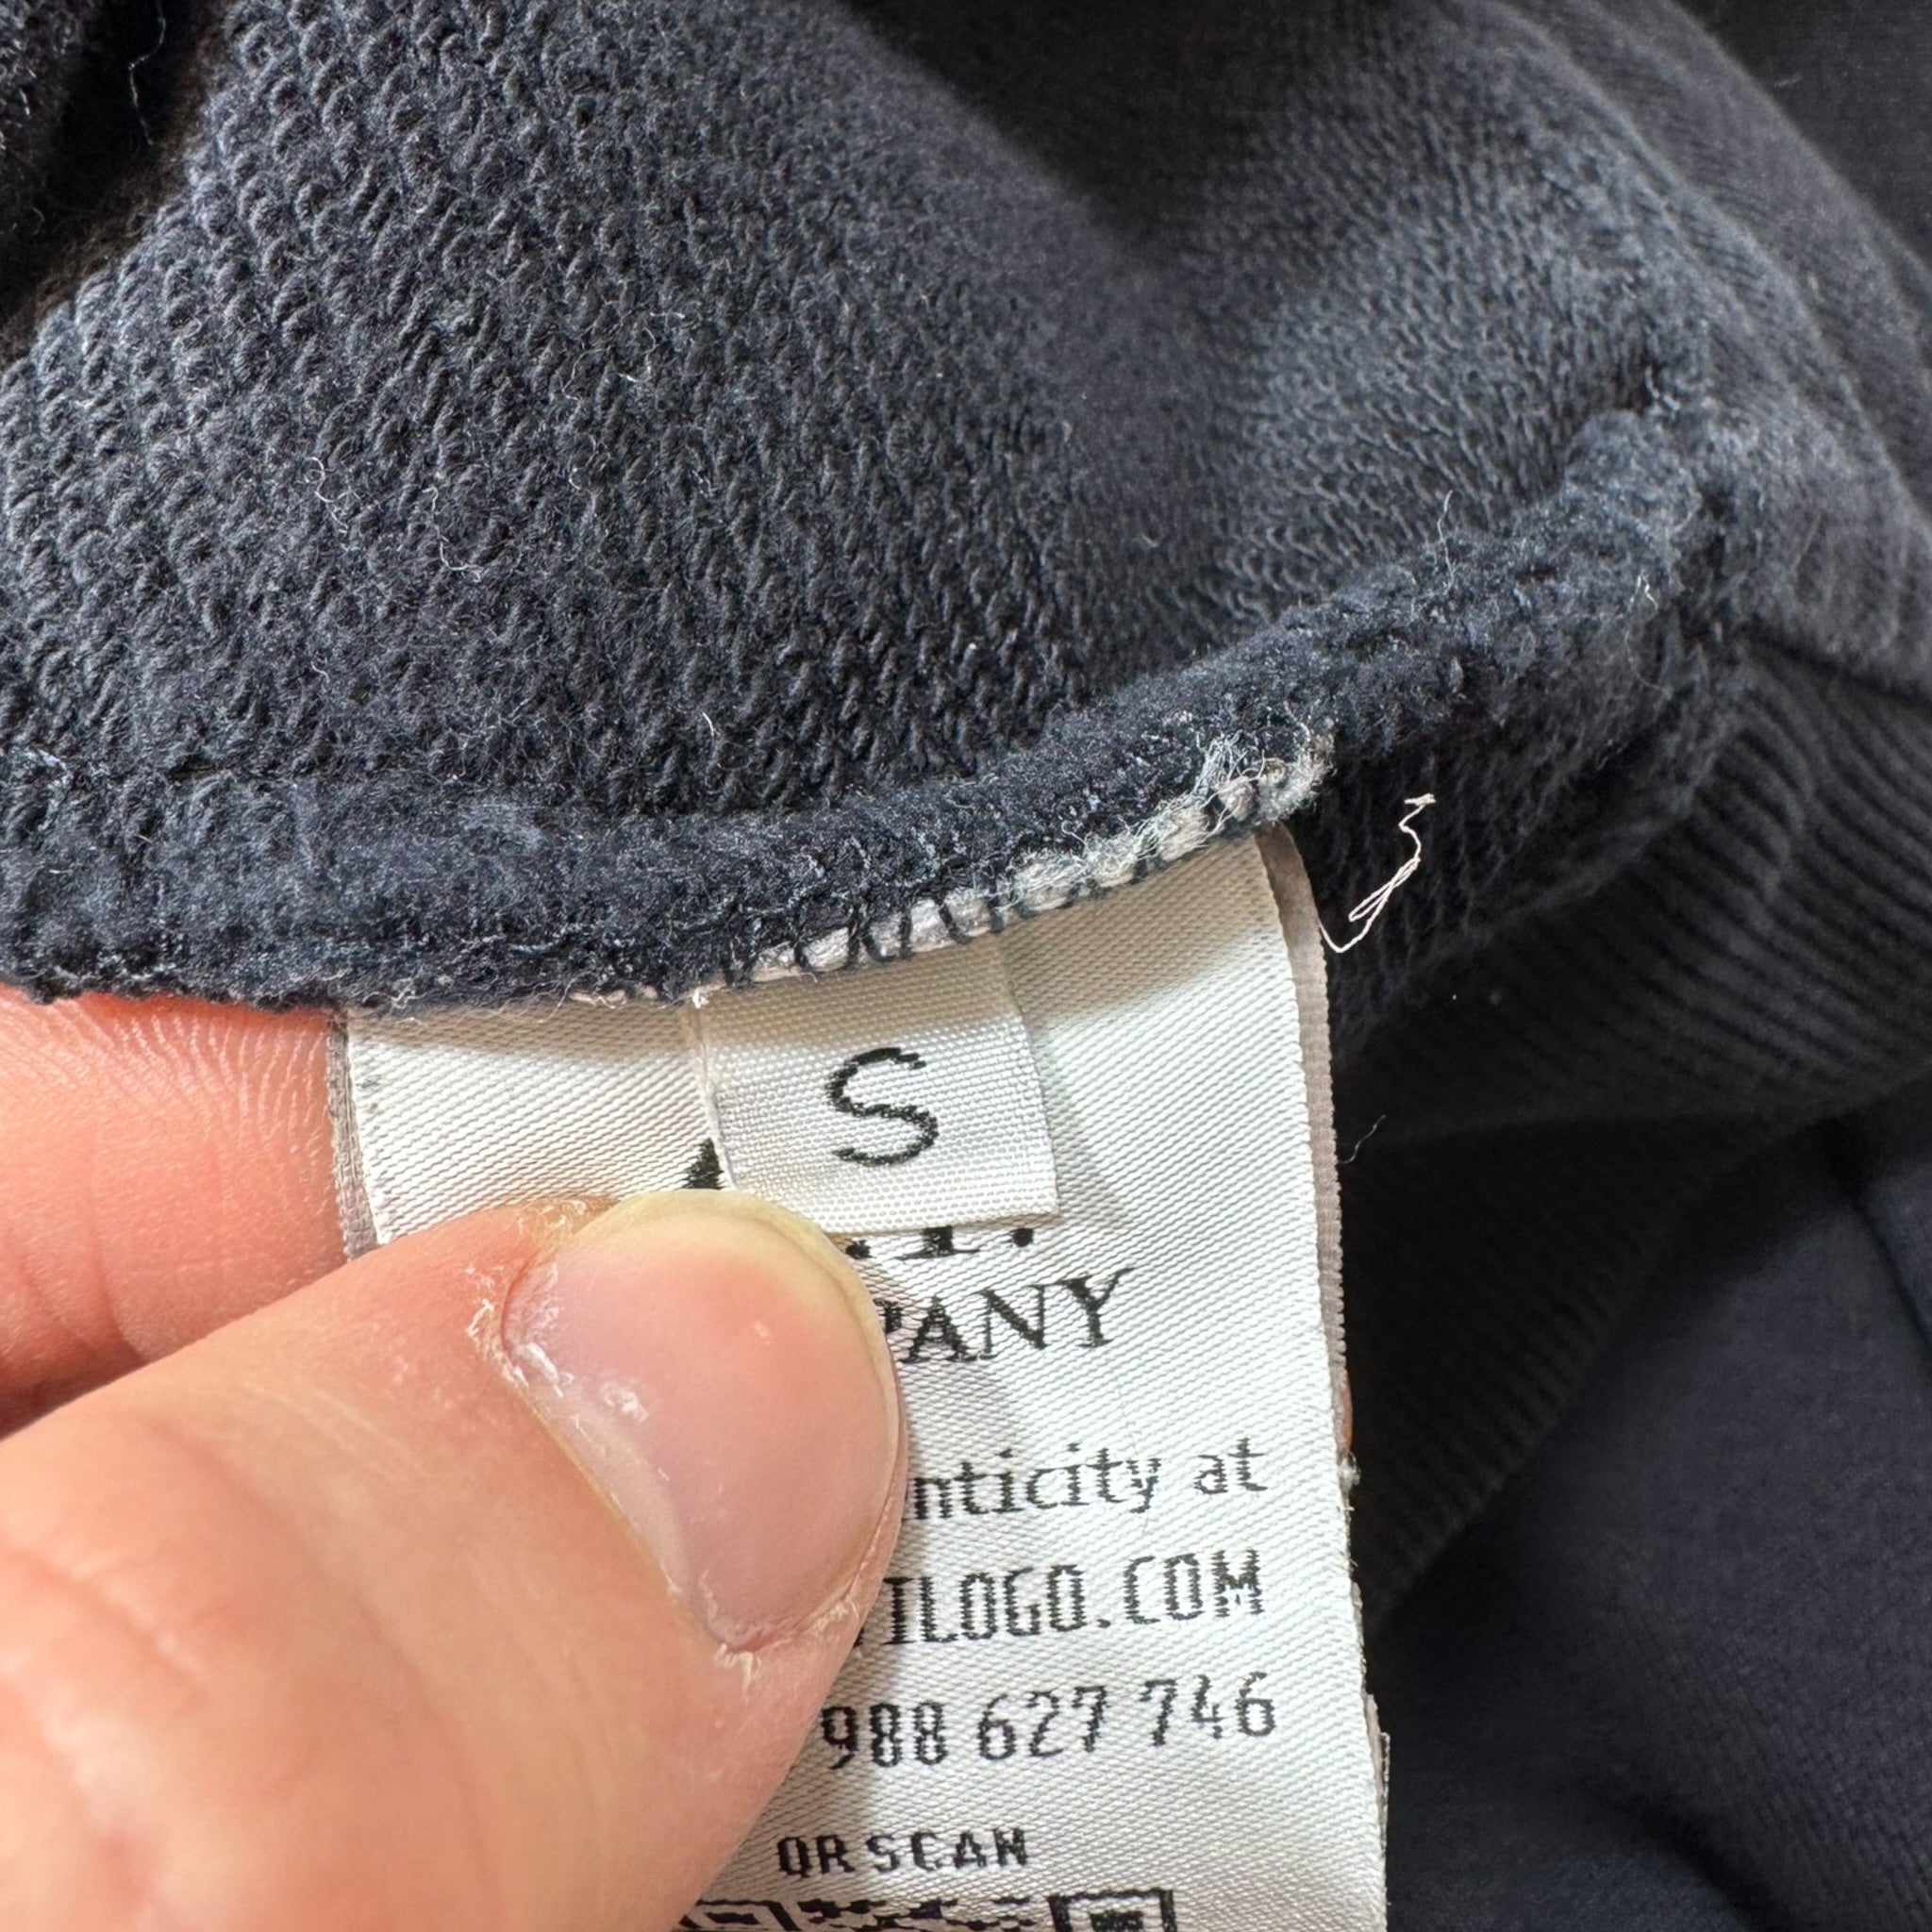 S
PANY
nticity at
ILOGO.COM
988 627 746
QR SCAN